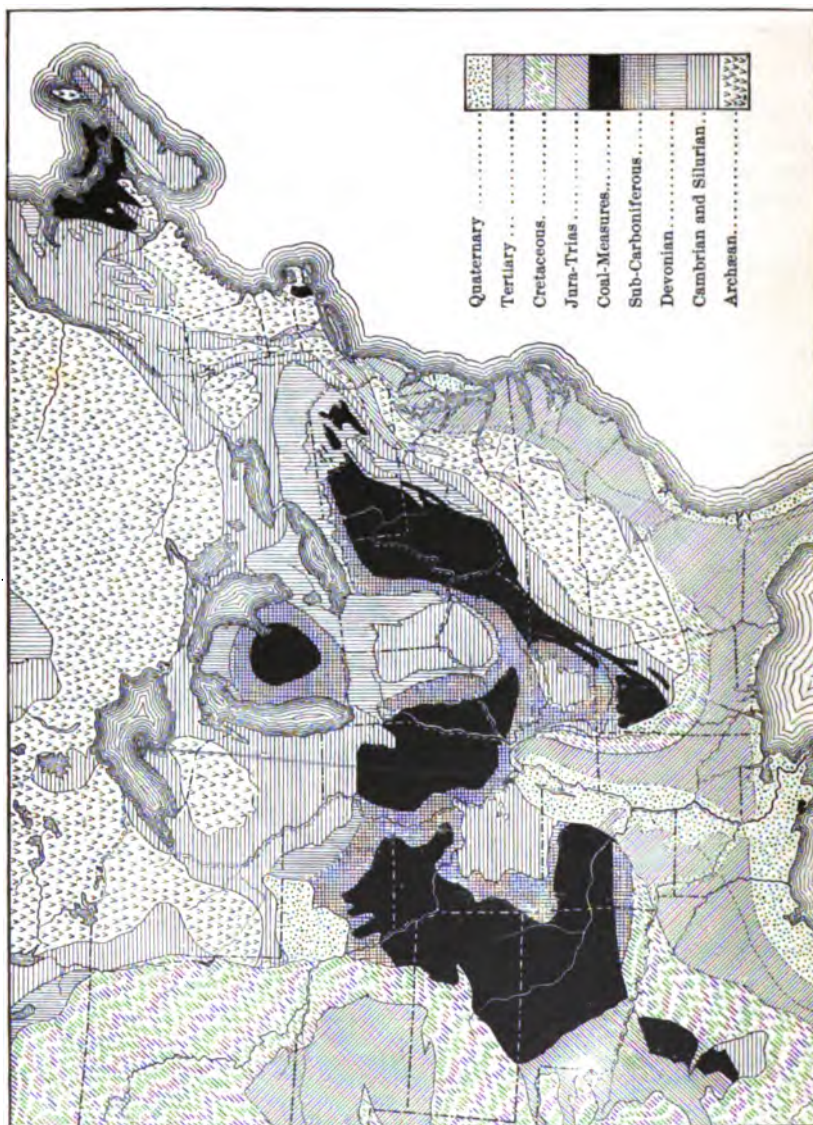 Quaternary ..........
Tertiary ..............
Cretaceous..........
Jura-Trias ..........
Coal-Measures......
Sub-Carboniferous....
Devonian..............
Cambrian and Silurian....
Archæan..............